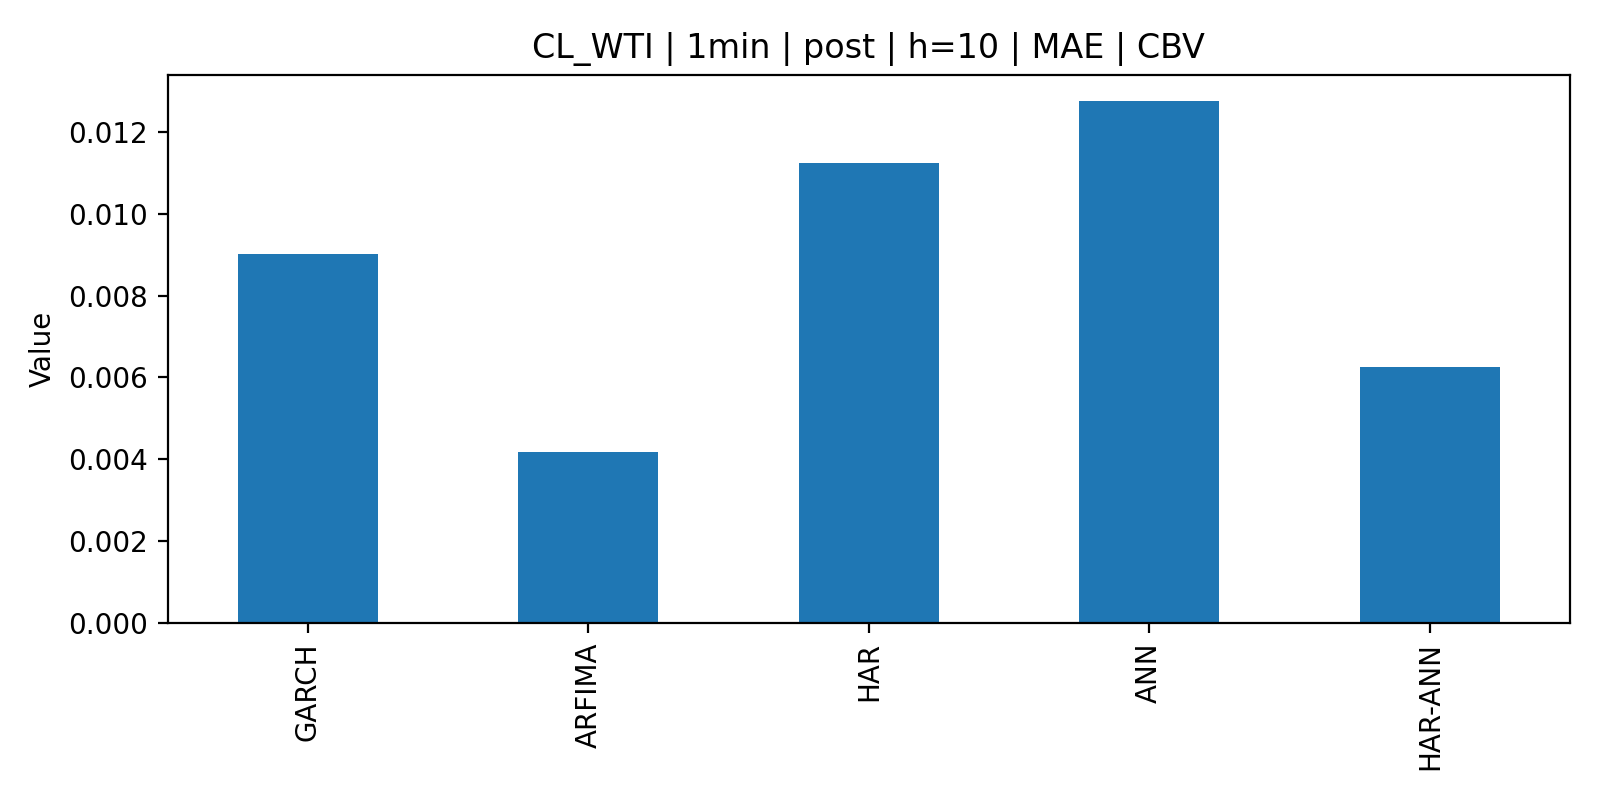 CL_WTI | 1min | post | h=10 | MAE | CBV
Value
0.012
0.010
0.008
0.006
0.004
0.002
0.000
GARCH
ARFIMA
HAR
ANN
HAR-ANN